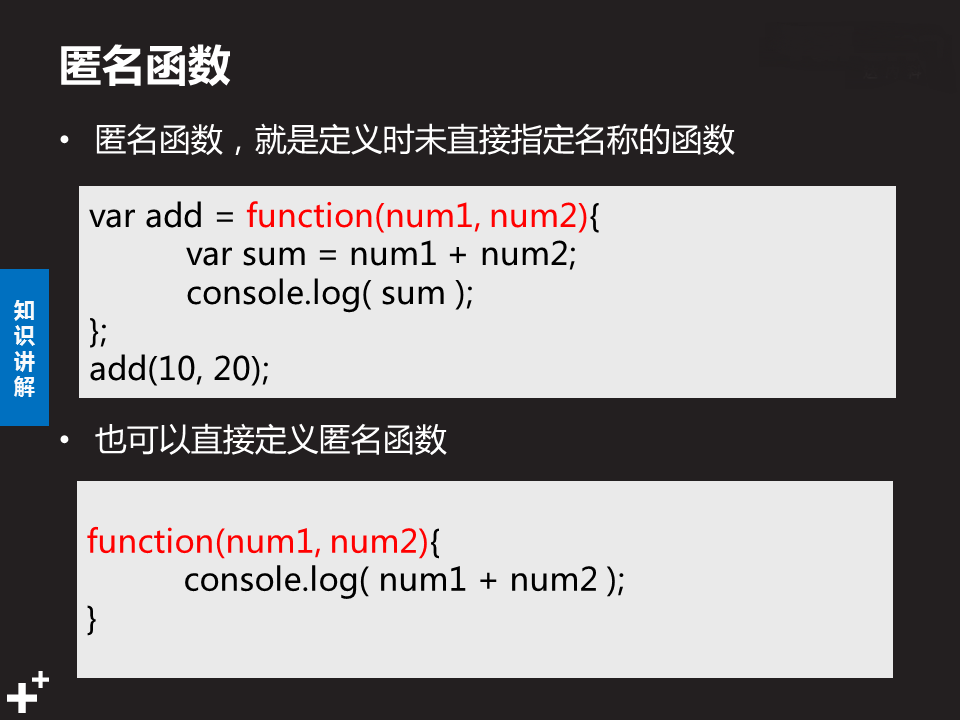 匿名函数
• 匿名函数，就是定义时未直接指定名称的函数
var add = function(num1, num2){
var sum = num1 + num2;
console.log( sum );
};
add(10, 20);
知识讲解
• 也可以直接定义匿名函数
function(num1, num2){
console.log( num1 + num2 );
}